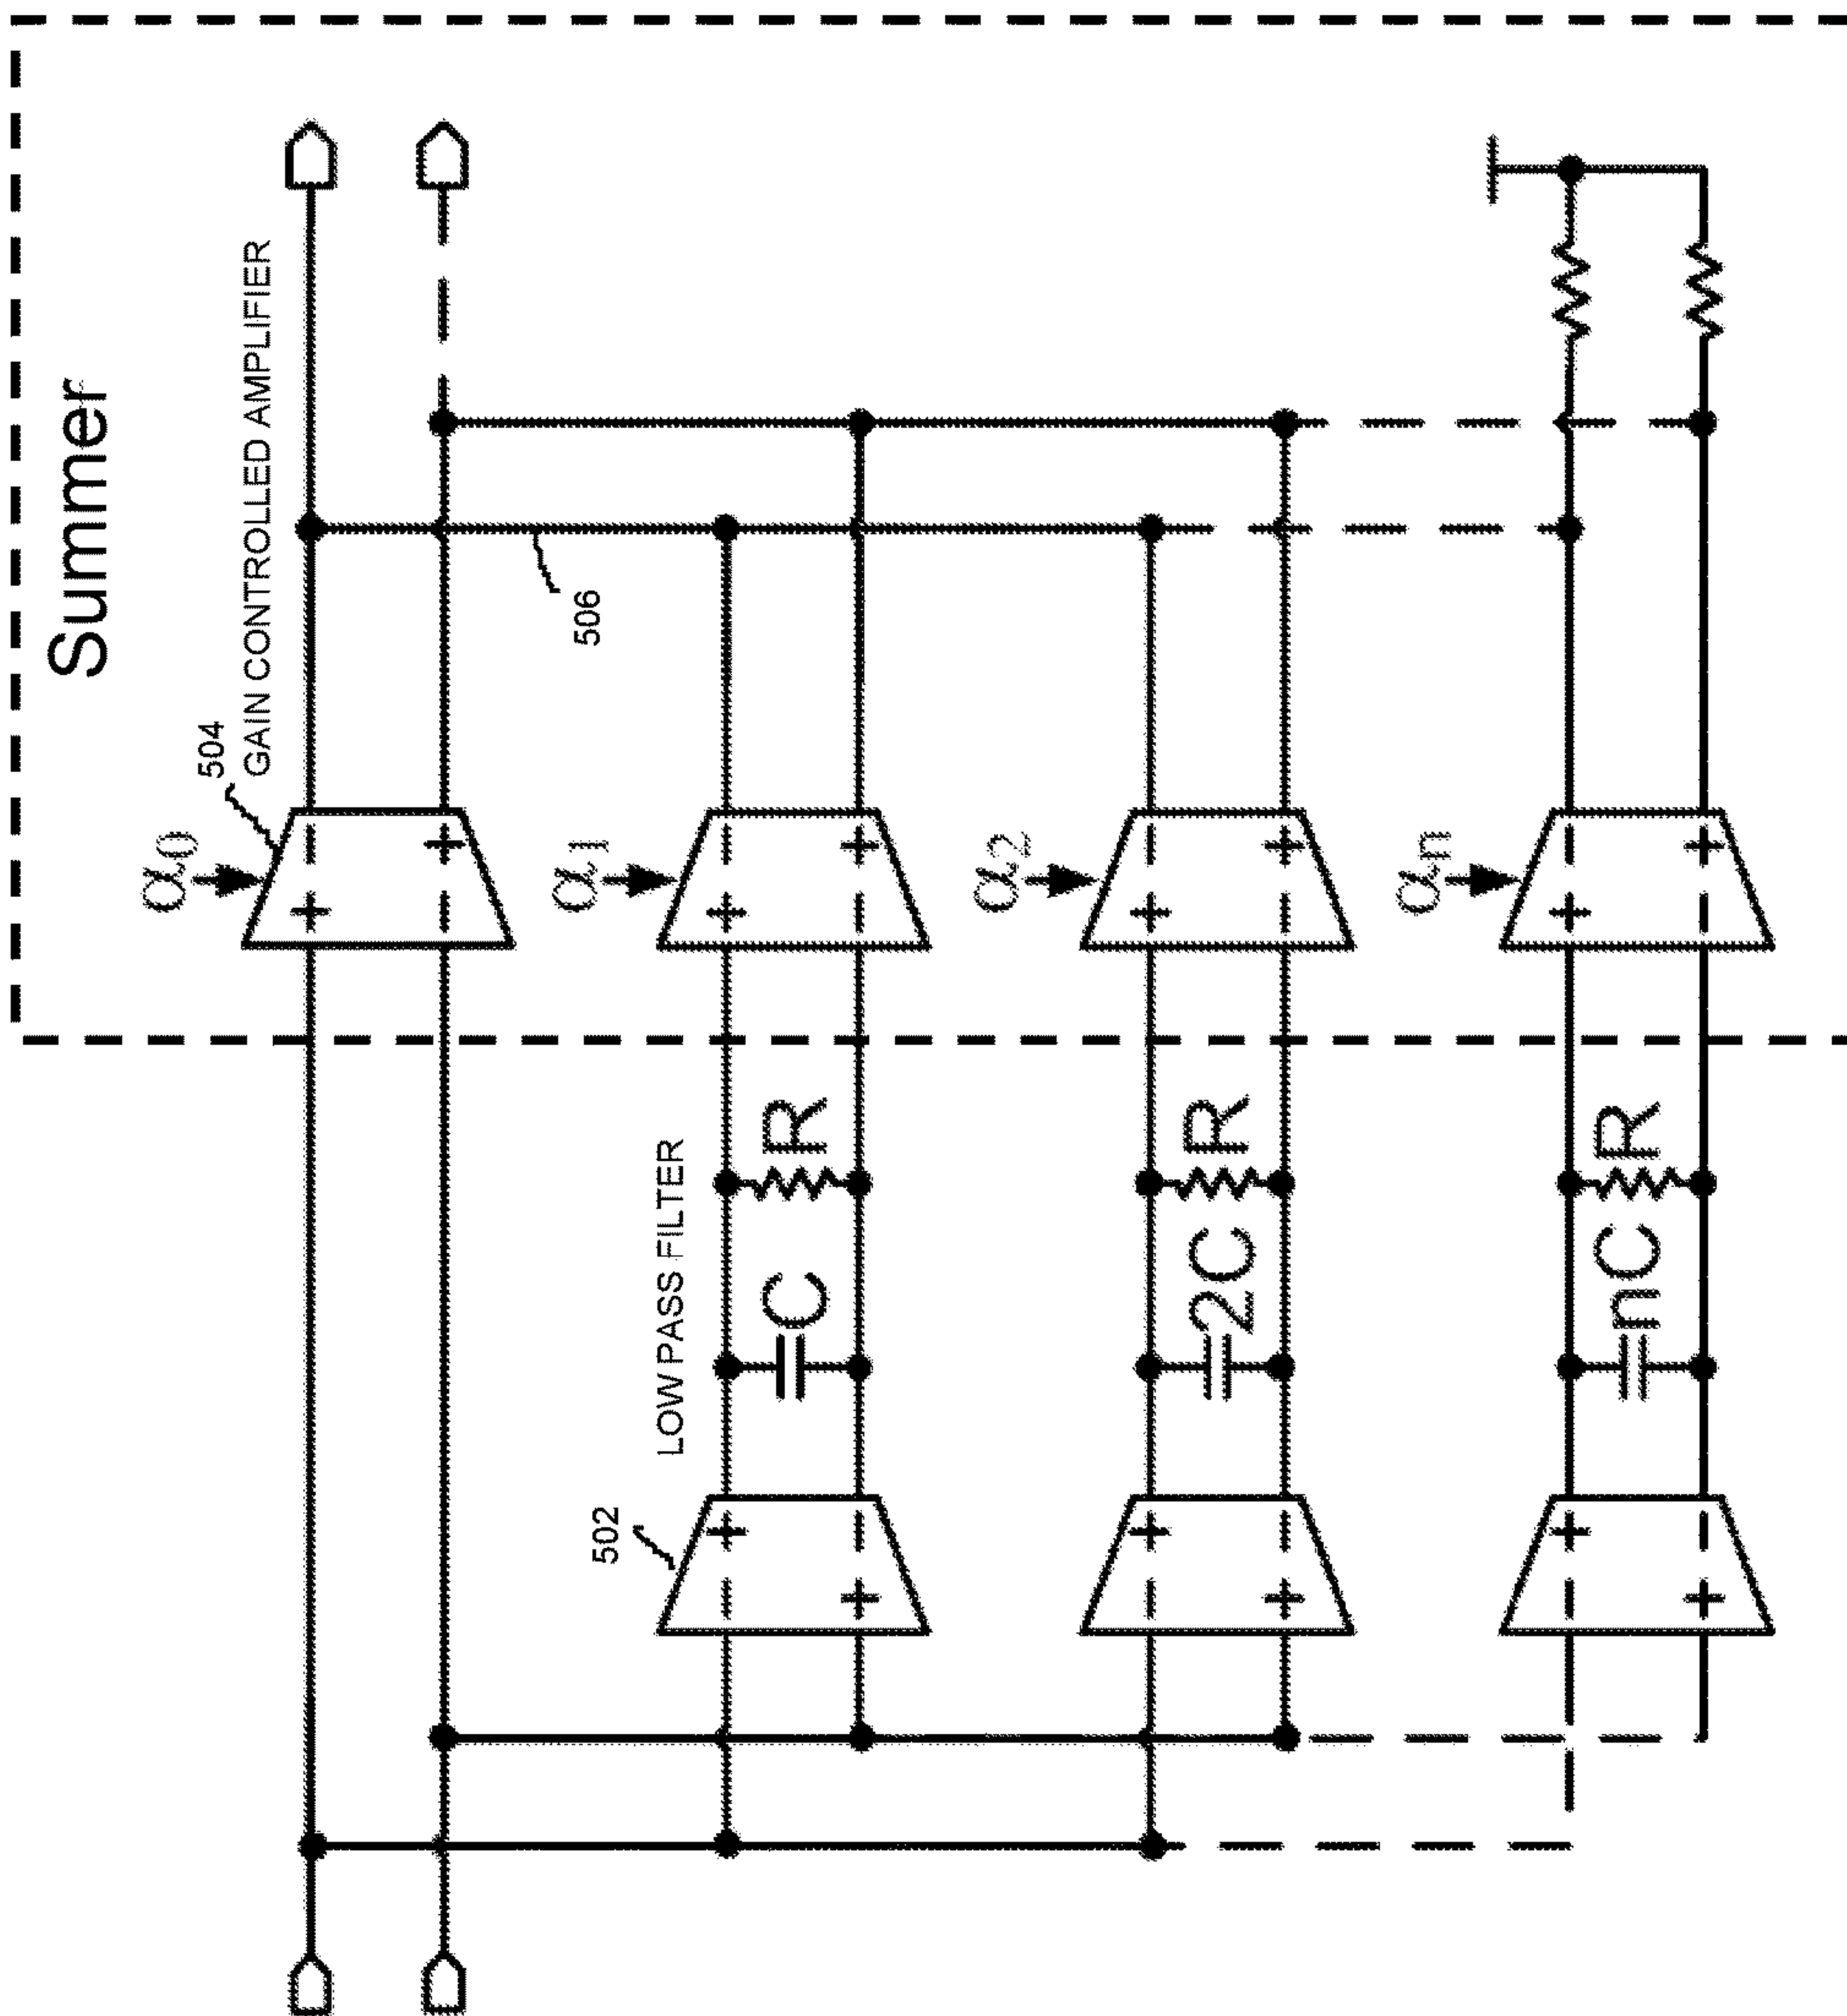 Summer
GAIN CONTROLLED AMPLIFIER
504
α0
506
α1
α2
αn
LOW PASS FILTER
502
C
R
2C
R
nC
R
+
+
+
+
+
+
+
+
+
+
+
+
+
+